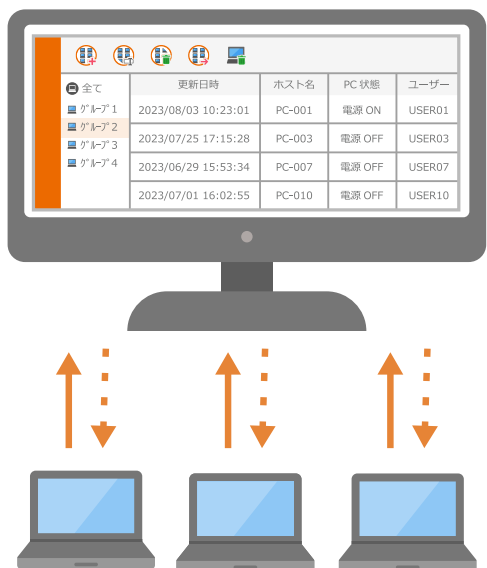 更新日時 ホスト名 PC 状態 ユーザー
全て
ｸﾞﾙｰﾌﾟ1
ｸﾞﾙｰﾌﾟ2
ｸﾞﾙｰﾌﾟ3
ｸﾞﾙｰﾌﾟ4
2023/08/03 10:23:01 PC-001 電源 ON USER01
2023/07/25 17:15:28 PC-003 電源 OFF USER03
2023/06/29 15:53:34 PC-007 電源 OFF USER07
2023/07/01 16:02:55 PC-010 電源 OFF USER10